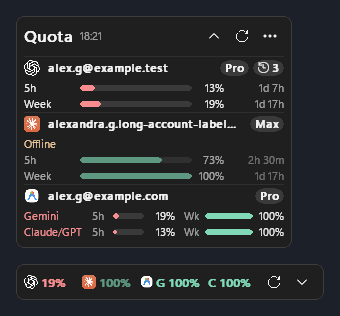 Quota 18:21
alex.g@example.test Pro 3
5h 13% 1d 7h
Week 19% 1d 17h
alexandra.g.long-account-label... Max
Offline
5h 73% 2h 30m
Week 100% 1d 17h
alex.g@example.com Pro
Gemini 5h 19% Wk 100%
Claude/GPT 5h 13% Wk 100%
19% 100% G 100% C 100%